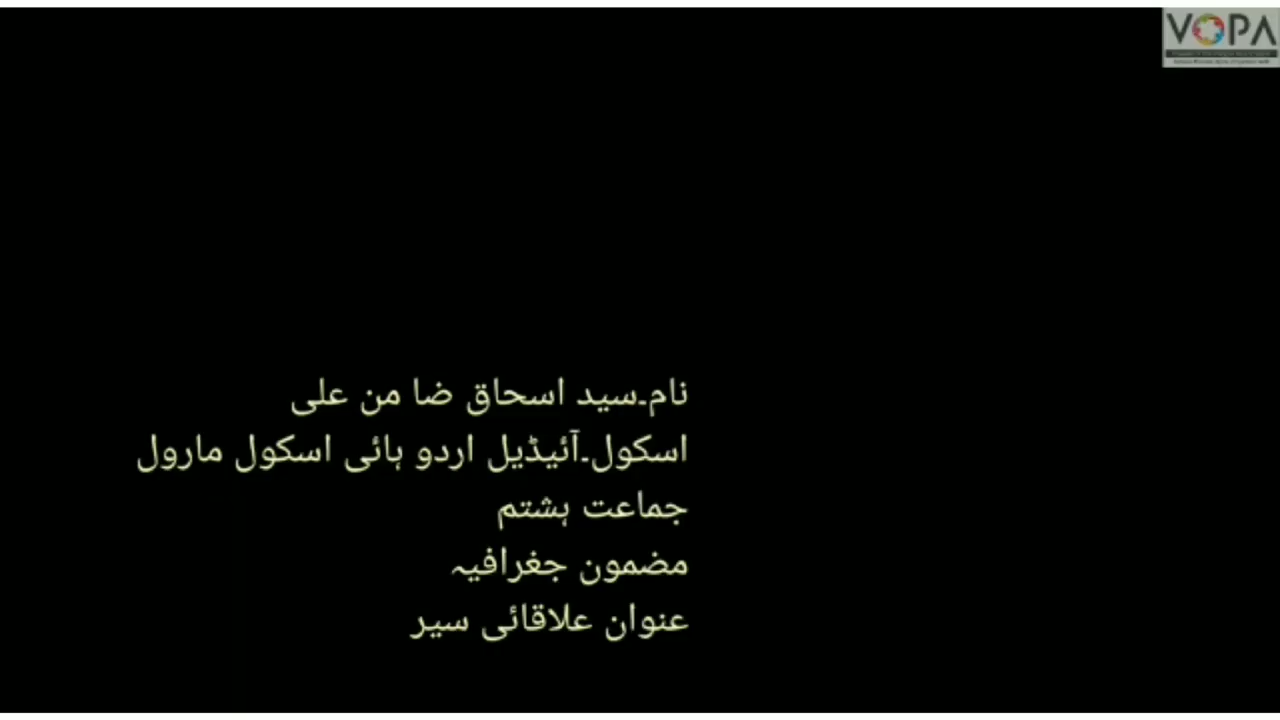 VOPA
نام۔سید اسحاق ضا من علی
اسکول۔آئیڈیل اردو ہائی اسکول مارول
جماعت ہشتم
مضمون جغرافیہ
عنوان علاقائی سیر